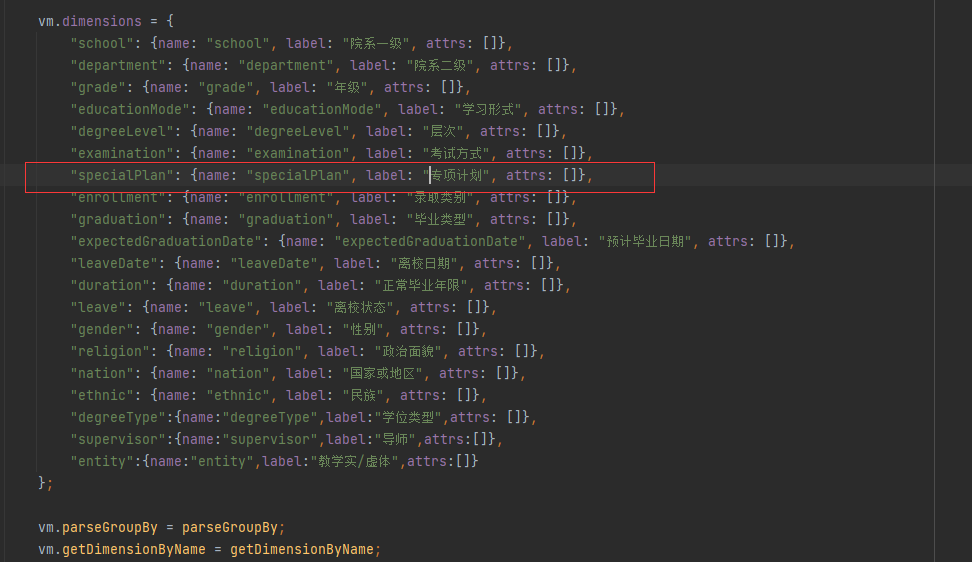 vm.dimensions = {
"school": {name: "school", label: "院系一级", attrs: []},
"department": {name: "department", label: "院系二级", attrs: []},
"grade": {name: "grade", label: "年级", attrs: []},
"educationMode": {name: "educationMode", label: "学习形式", attrs: []},
"degreeLevel": {name: "degreeLevel", label: "层次", attrs: []},
"examination": {name: "examination", label: "考试方式", attrs: []},
"specialPlan": {name: "specialPlan", label: "专项计划", attrs: []},
"enrollment": {name: "enrollment", label: "录取类别", attrs: []},
"graduation": {name: "graduation", label: "毕业类型", attrs: []},
"expectedGraduationDate": {name: "expectedGraduationDate", label: "预计毕业日期", attrs: []},
"leaveDate": {name: "leaveDate", label: "离校日期", attrs: []},
"duration": {name: "duration", label: "正常毕业年限", attrs: []},
"leave": {name: "leave", label: "离校状态", attrs: []},
"gender": {name: "gender", label: "性别", attrs: []},
"religion": {name: "religion", label: "政治面貌", attrs: []},
"nation": {name: "nation", label: "国家或地区", attrs: []},
"ethnic": {name: "ethnic", label: "民族", attrs: []},
"degreeType":{name:"degreeType",label:"学位类型",attrs: []},
"supervisor":{name:"supervisor",label:"导师",attrs:[]},
"entity":{name:"entity",label:"教学实/虚体",attrs:[]}
};
vm.parseGroupBy = parseGroupBy;
vm.getDimensionByName = getDimensionByName;